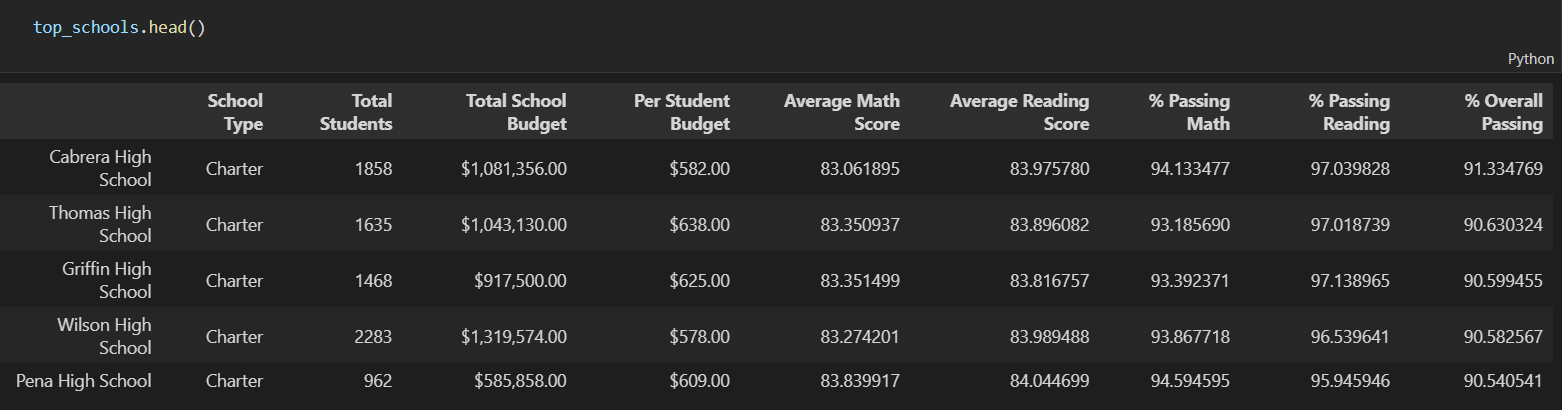 top_schools.head()
Python
School Type Total Students Total School Budget Per Student Budget Average Math Score Average Reading Score % Passing Math % Passing Reading % Overall Passing
Cabrera High School Charter 1858 $1,081,356.00 $582.00 83.061895 83.975780 94.133477 97.039828 91.334769
Thomas High School Charter 1635 $1,043,130.00 $638.00 83.350937 83.896082 93.185690 97.018739 90.630324
Griffin High School Charter 1468 $917,500.00 $625.00 83.351499 83.816757 93.392371 97.138965 90.599455
Wilson High School Charter 2283 $1,319,574.00 $578.00 83.274201 83.989488 93.867718 96.539641 90.582567
Pena High School Charter 962 $585,858.00 $609.00 83.839917 84.044699 94.594595 95.945946 90.540541